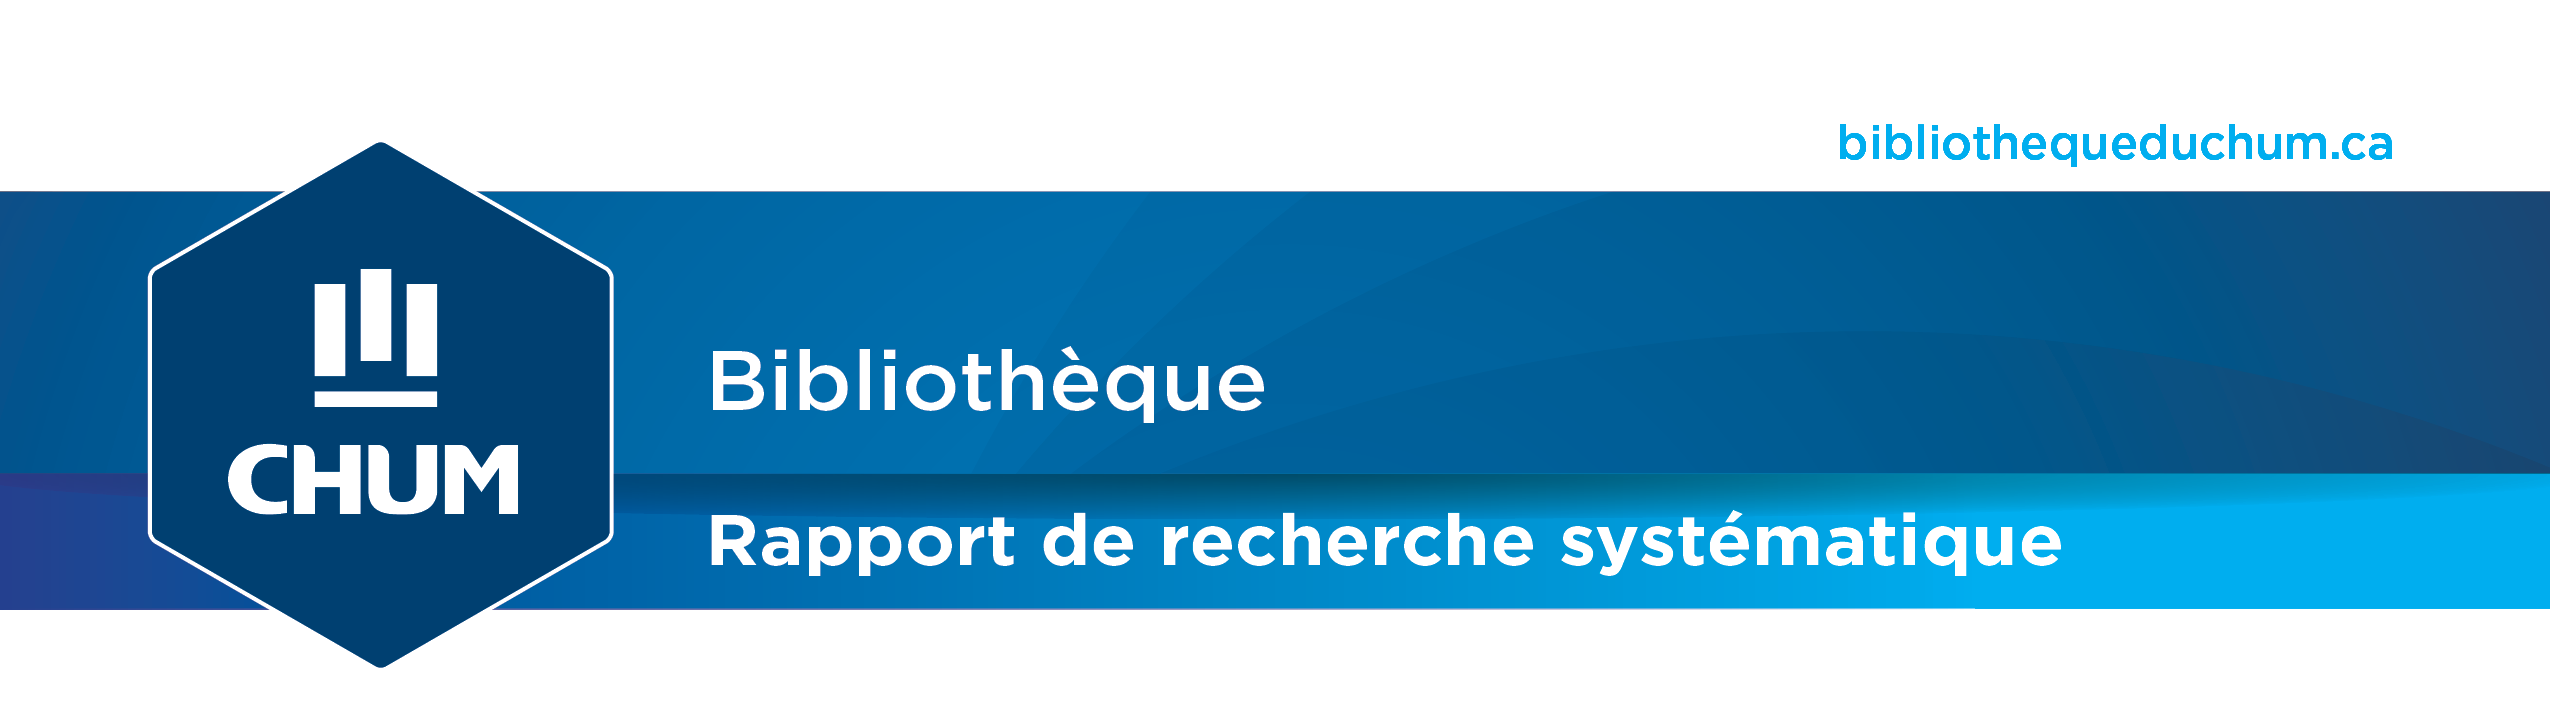 bibliothequeduchum.ca
Bibliothèque
CHUM
Rapport de recherche systématique